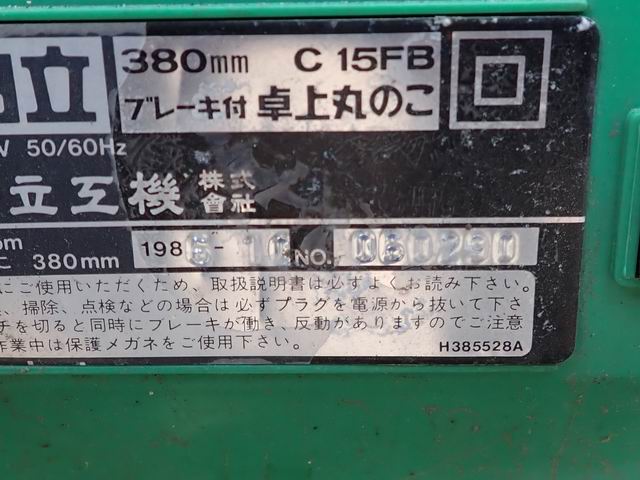 立
380mm C 15FB
ブレーキ付 卓上丸のこ
W 50/60Hz
立工機 株式會社
380mm
198 NO.
にご使用いただくため、取扱説明書は必ずよくお読み下さい。
、掃除、点検などの場合は必ずプラグを電源から抜いて下さ
チを切ると同時にブレーキが働き、反動がありますのでご注意
作業中は保護メガネをご使用下さい。
H385528A